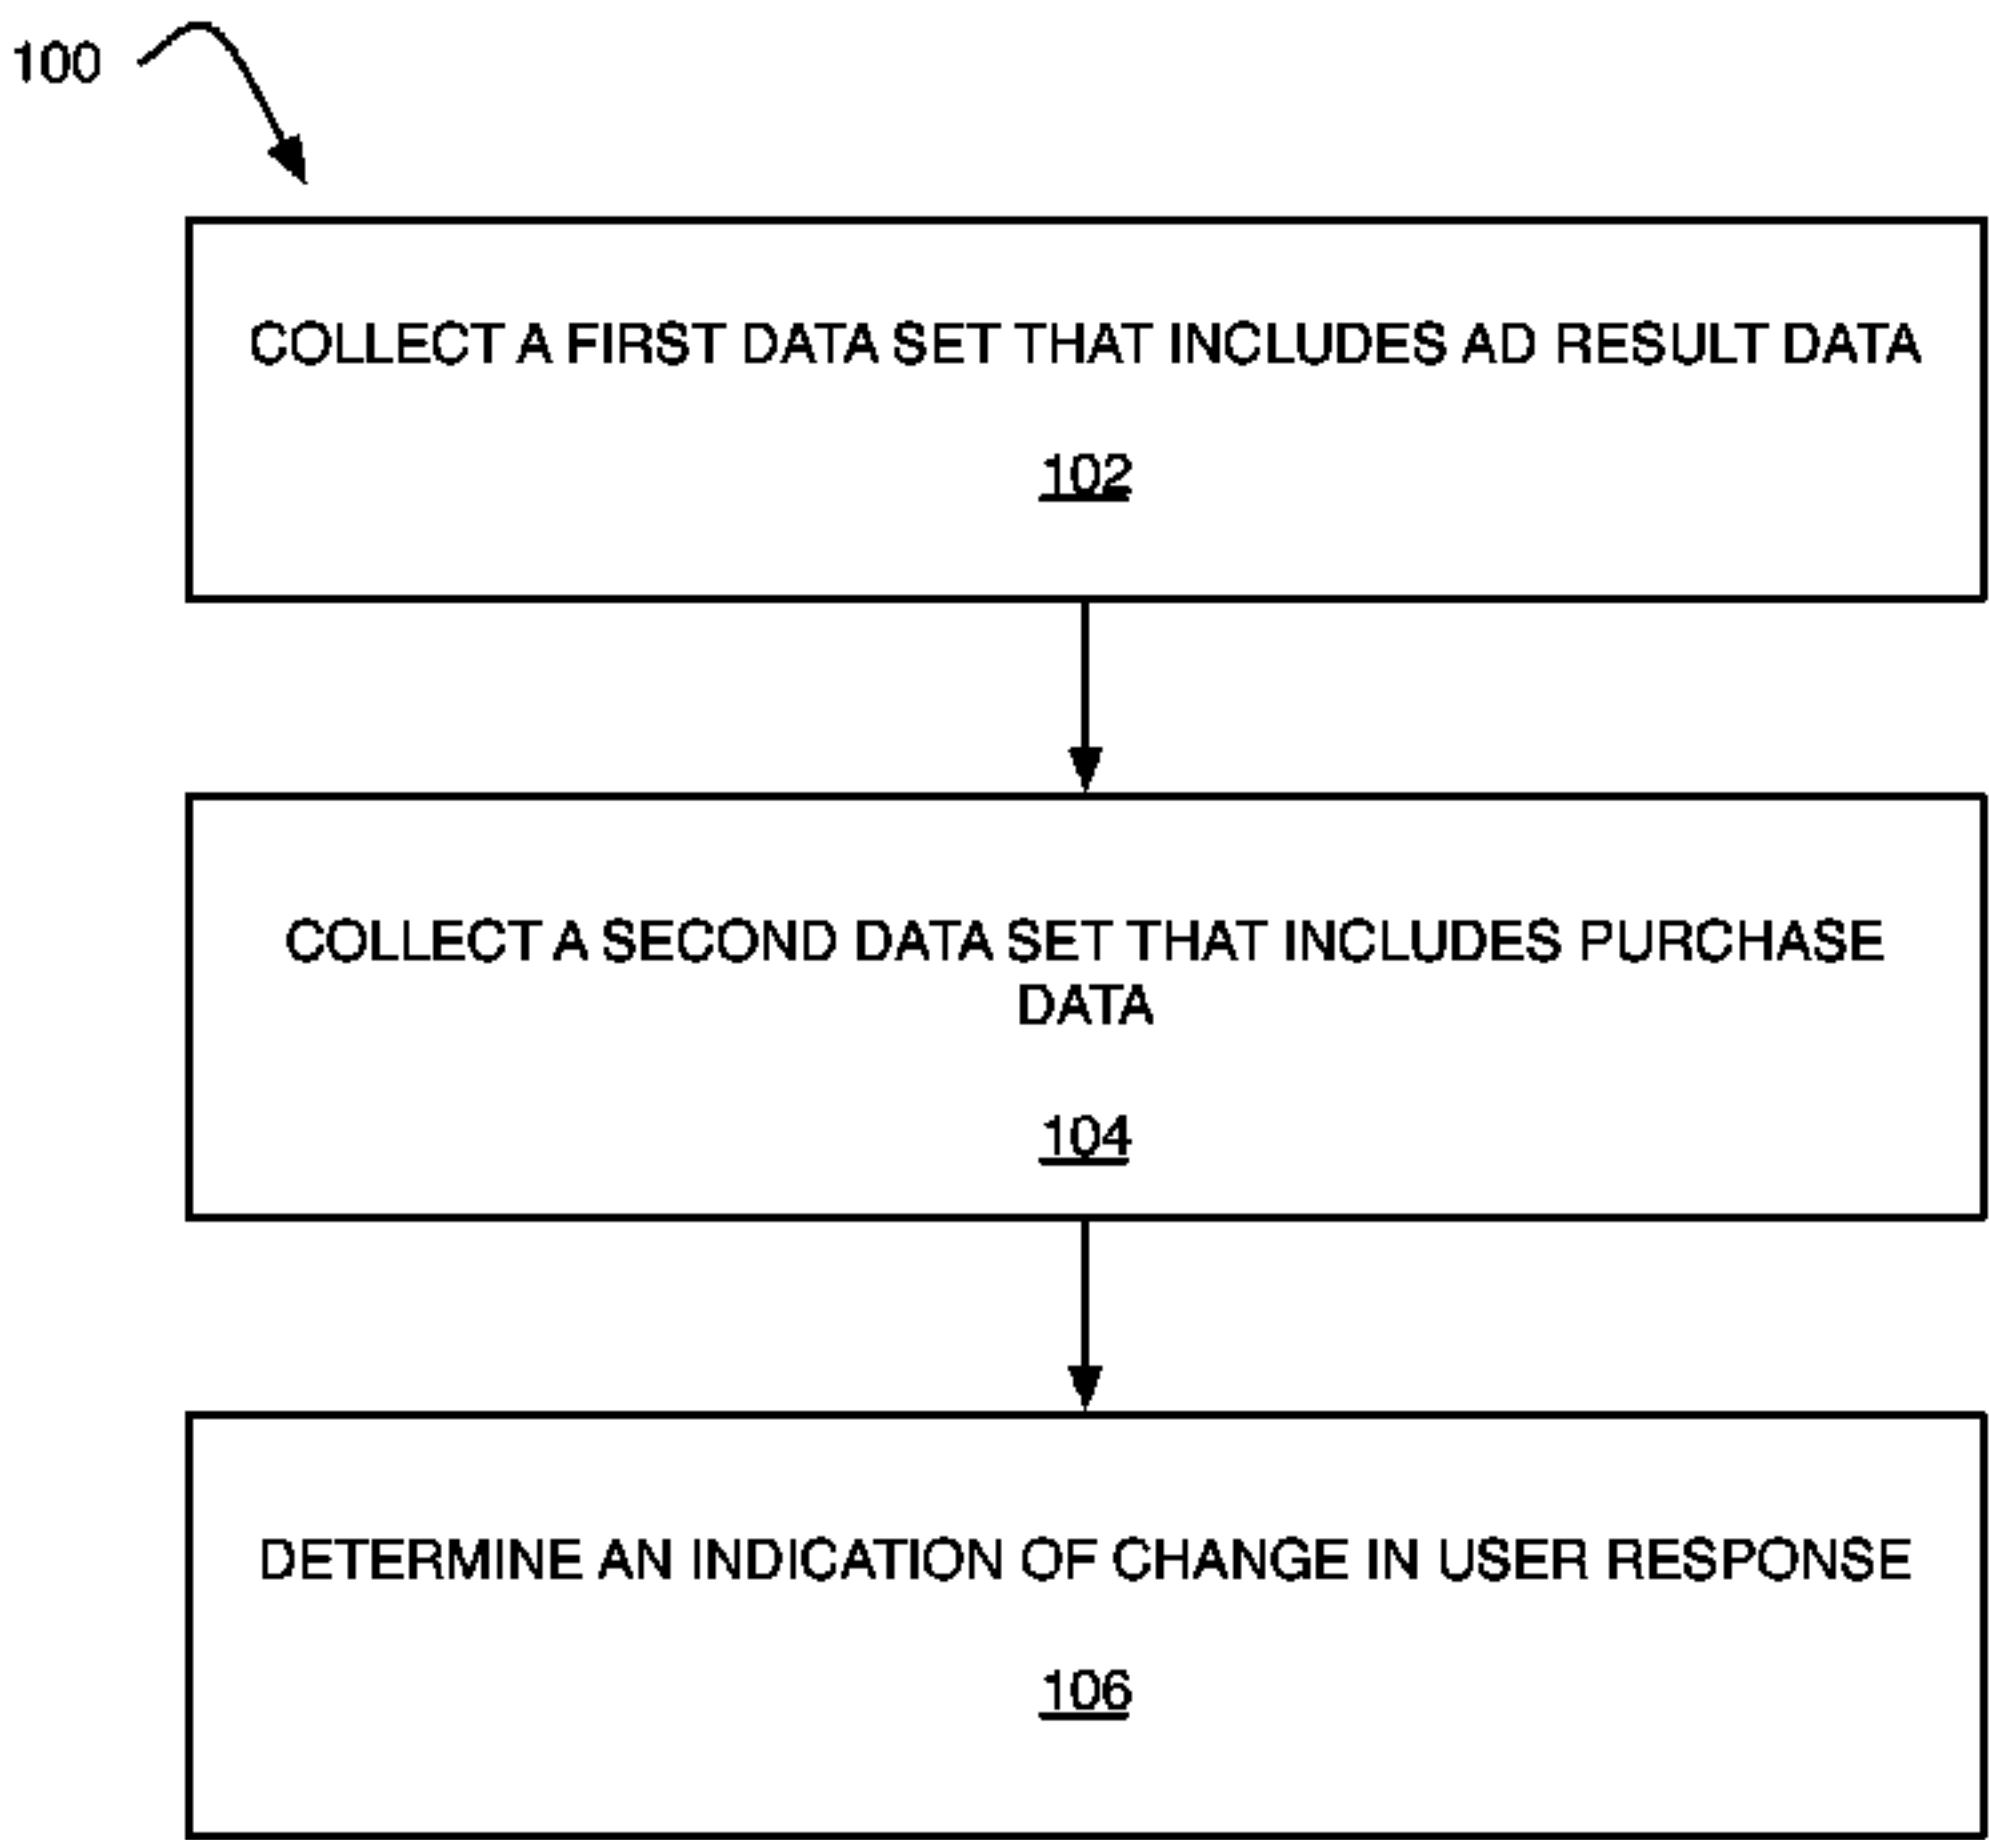 100
COLLECT A FIRST DATA SET THAT INCLUDES AD RESULT DATA
102
COLLECT A SECOND DATA SET THAT INCLUDES PURCHASE
DATA
104
DETERMINE AN INDICATION OF CHANGE IN USER RESPONSE
106